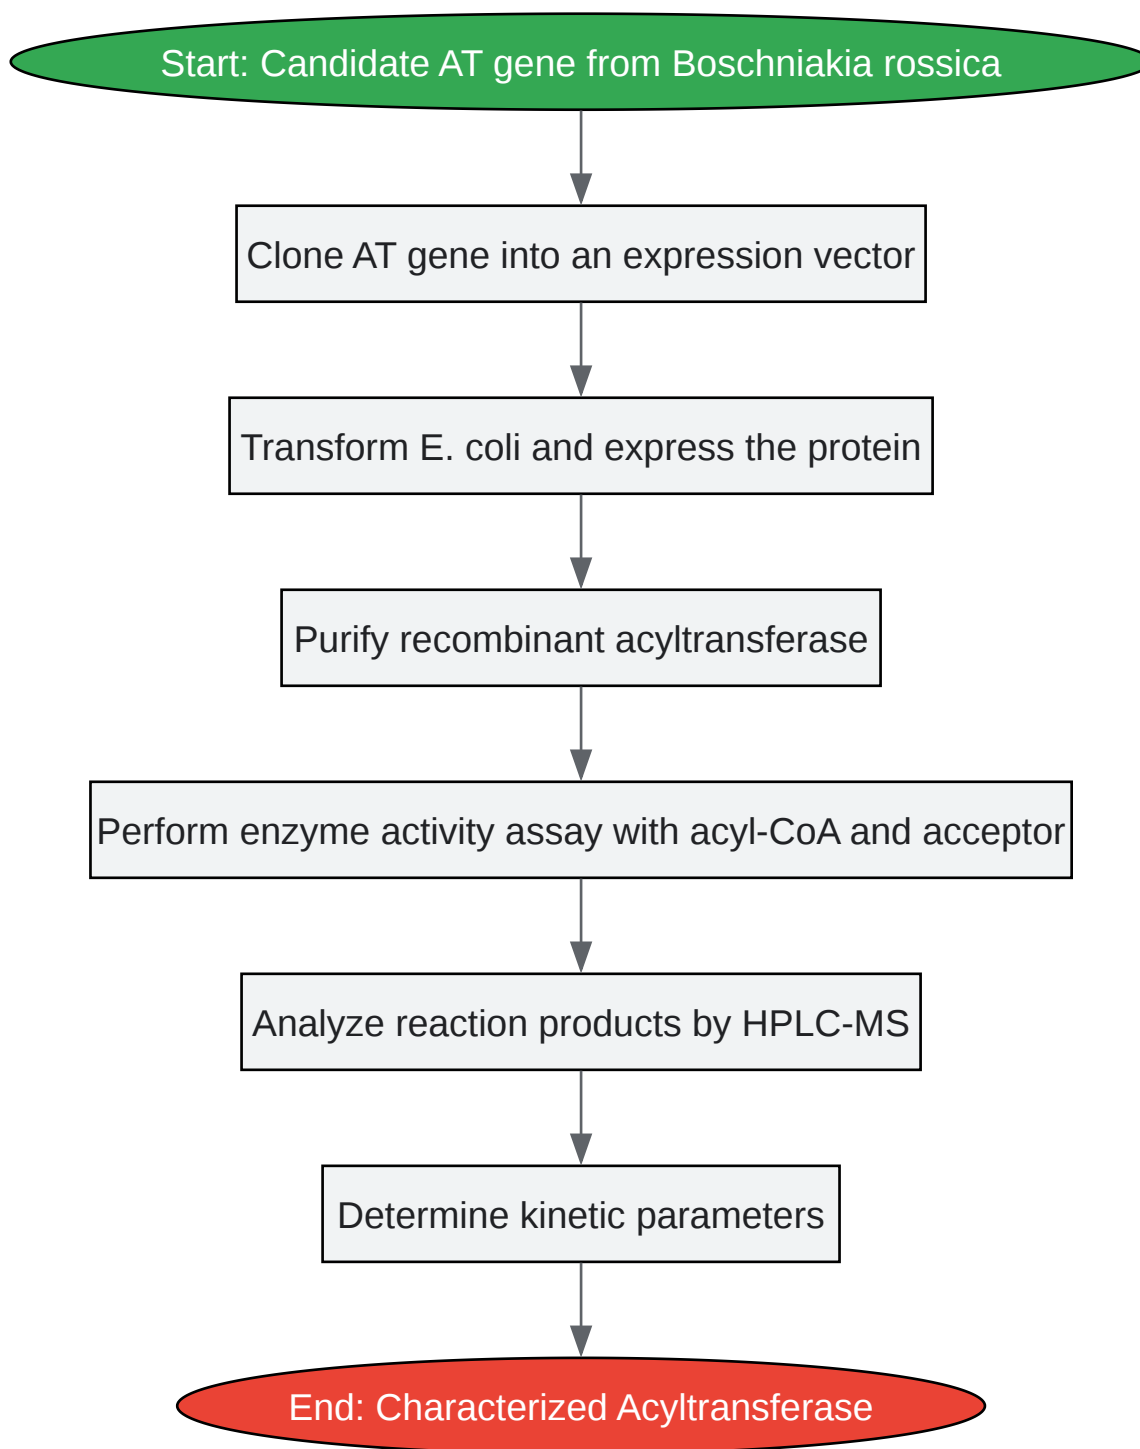 Start: Candidate AT gene from Boschniakia rossica
Clone AT gene into an expression vector
Transform E. coli and express the protein
Purify recombinant acyltransferase
Perform enzyme activity assay with acyl-CoA and acceptor
Analyze reaction products by HPLC-MS
Determine kinetic parameters
End: Characterized Acyltransferase